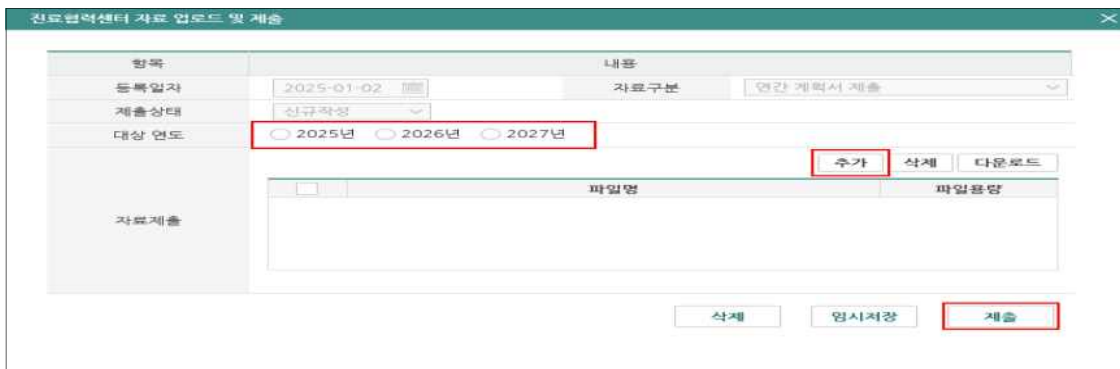 진료협력센터 자료 업로드 및 제출
항목 내용
등록일자 2025-01-02 자료구분 연간 계획서 제출
제출상태 신규작성
대상 연도 2025년 2026년 2027년
추가 삭제 다운로드
파일명 파일용량
자료제출
삭제 임시저장 제출